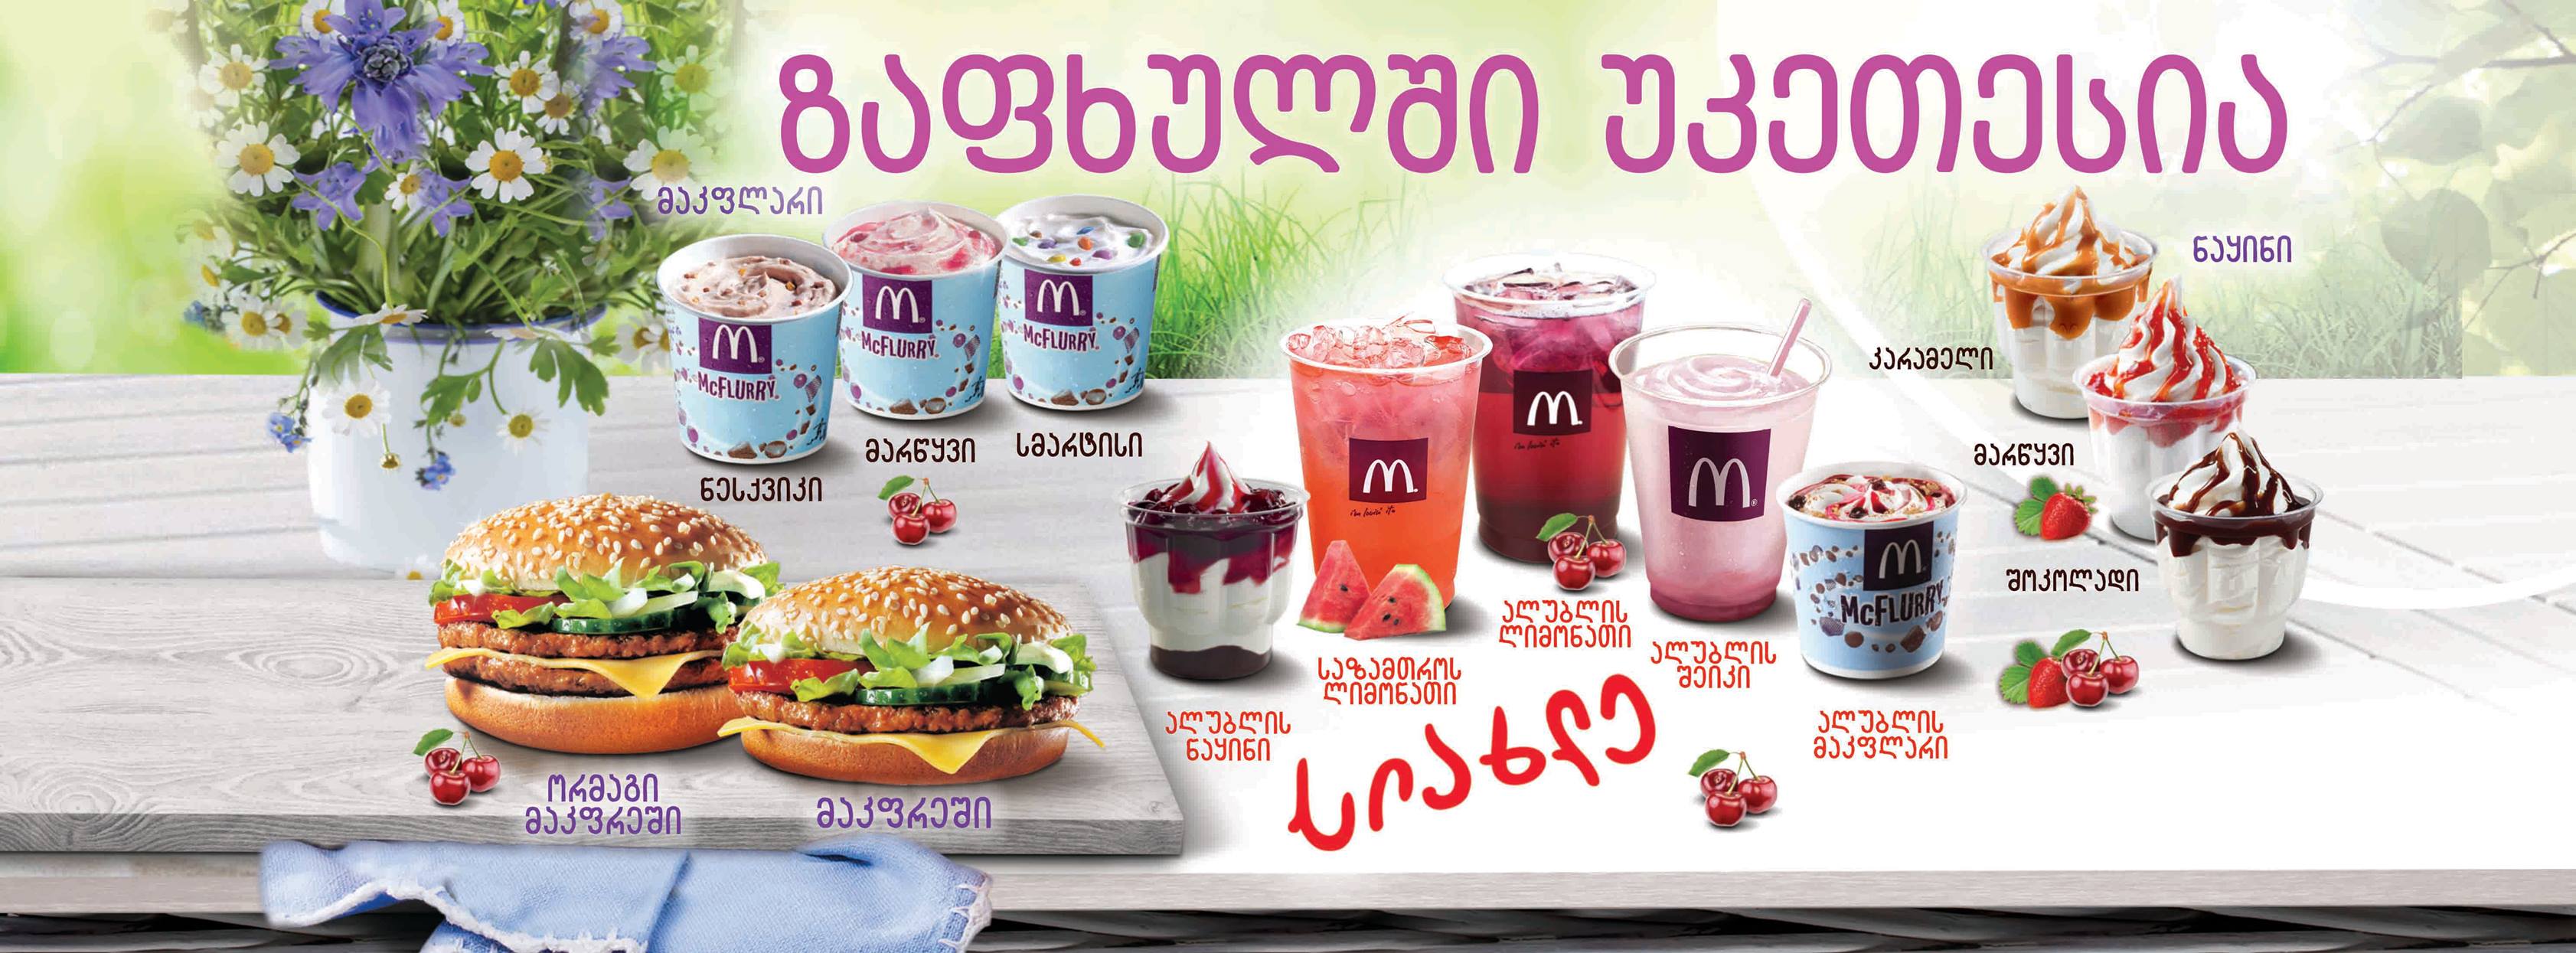 ზაფხულში უკეთესია
მაკფლარი
McFLURRY
McFLURRY
McFLURRY
ნესკვიკი
მარწყვი
სმარტისი
ნაყინი
კარამელი
მარწყვი
შოკოლადი
McFLURRY
ალუბლის
ნაყინი
საზამთროს
ლიმონათი
ალუბლის
ლიმონათი
ალუბლის
შეიკი
ალუბლის
მაკფლარი
სიახლე
ორმაგი
მაკფრეში
მაკფრეში